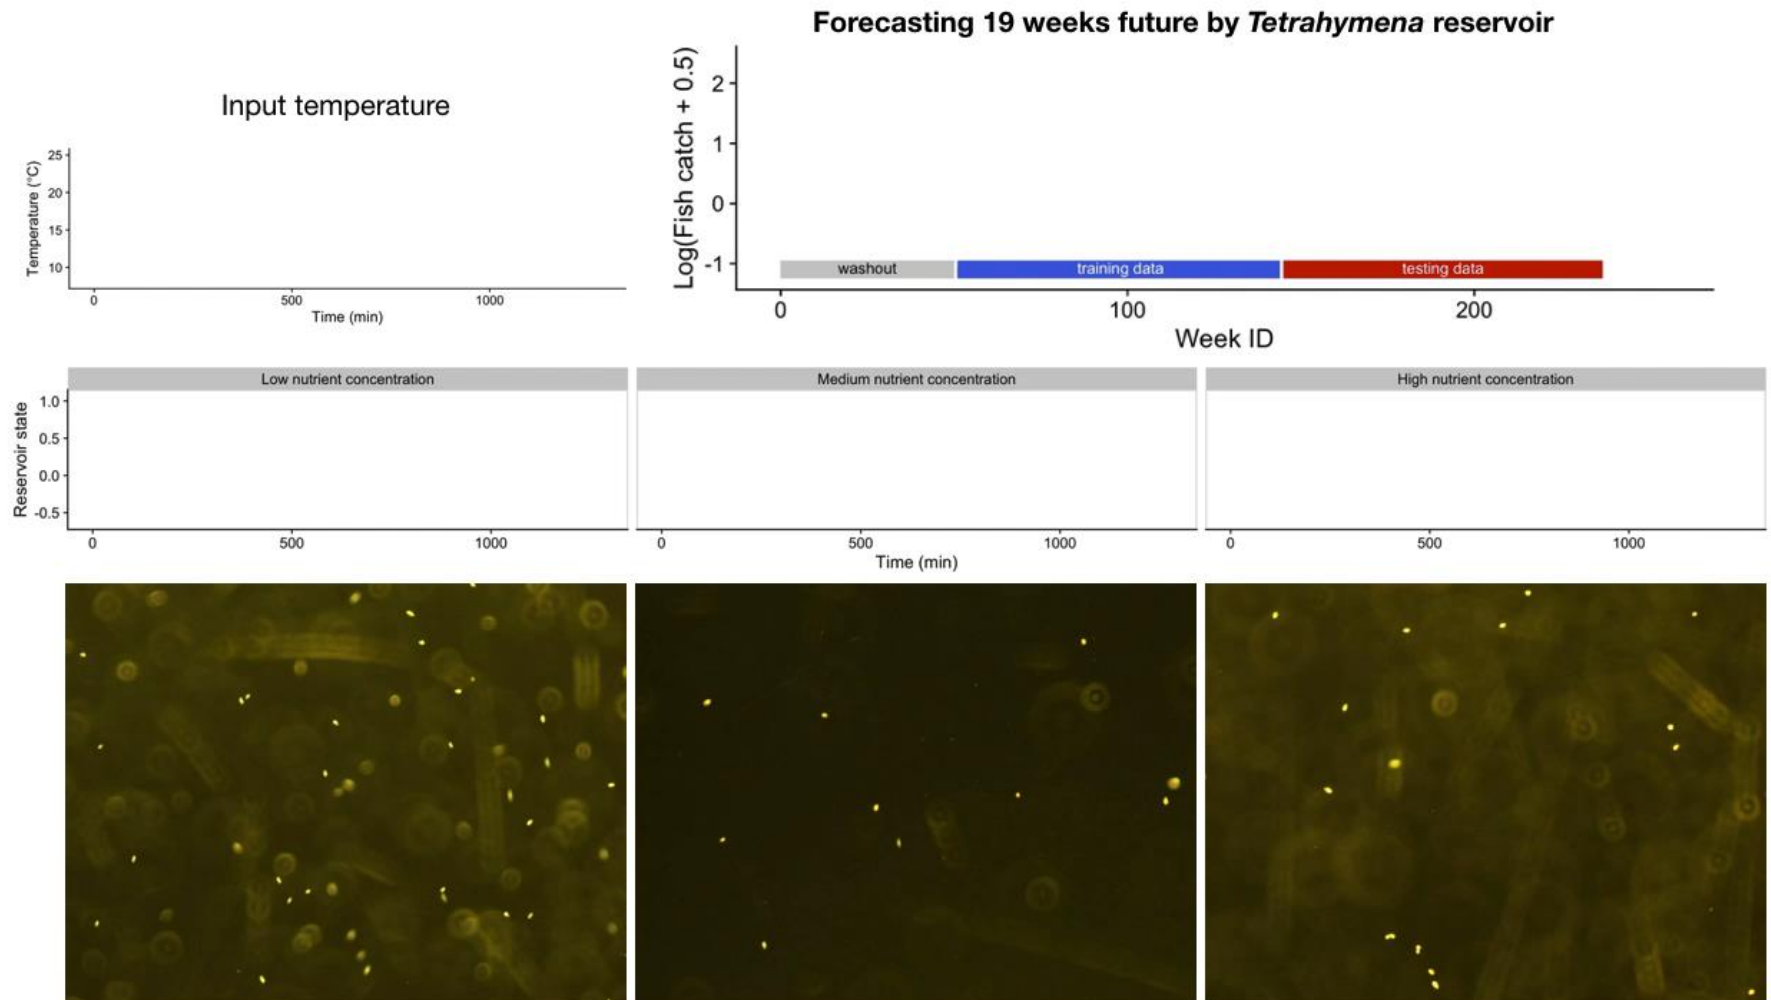 Forecasting 19 weeks future by Tetrahymena reservoir
Input temperature
Temperature (°C)
25
20
15
10
0 500 1000
Time (min)
Log(Fish catch + 0.5)
2
1
0
-1
washout training data testing data
0 100 200
Week ID
Low nutrient concentration Medium nutrient concentration High nutrient concentration
Reservoir state
1.0
0.5
0.0
-0.5
0 500 1000 0 500 1000 0 500 1000
Time (min)